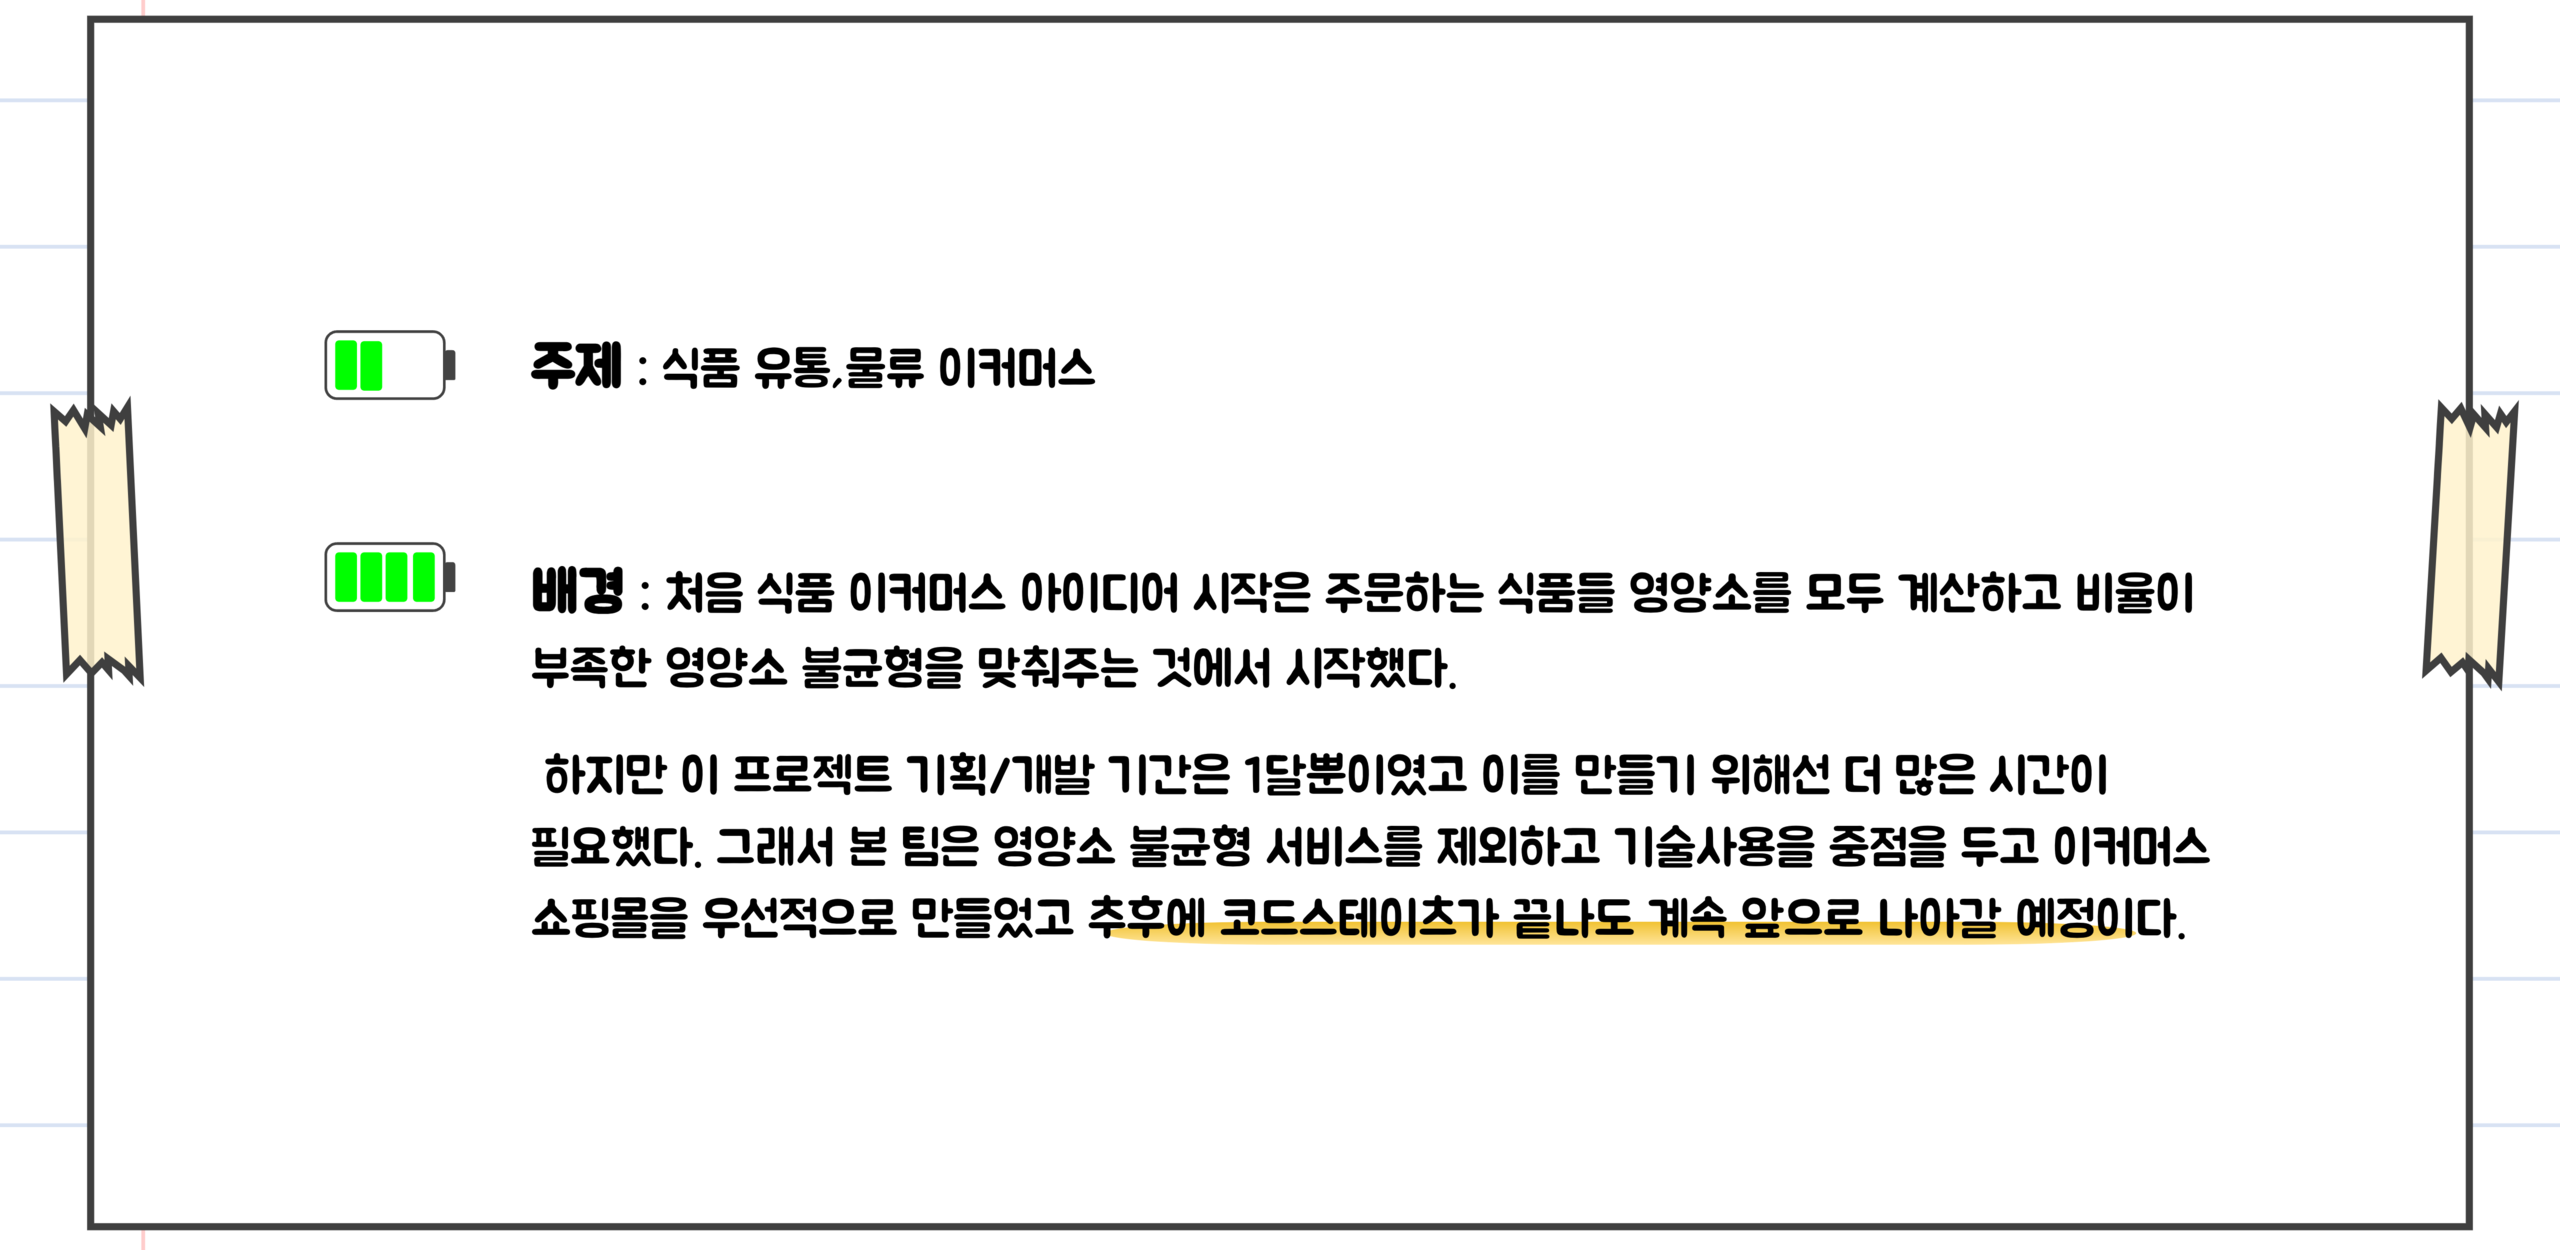 주제 : 식품 유통,물류 이커머스
배경 : 처음 식품 이커머스 아이디어 시작은 주문하는 식품들 영양소를 모두 계산하고 비율이
부족한 영양소 불균형을 맞춰주는 것에서 시작했다.
하지만 이 프로젝트 기획/개발 기간은 1달뿐이였고 이를 만들기 위해선 더 많은 시간이
필요했다. 그래서 본 팀은 영양소 불균형 서비스를 제외하고 기술사용을 중점을 두고 이커머스
쇼핑몰을 우선적으로 만들었고 추후에 코드스테이츠가 끝나도 계속 앞으로 나아갈 예정이다.